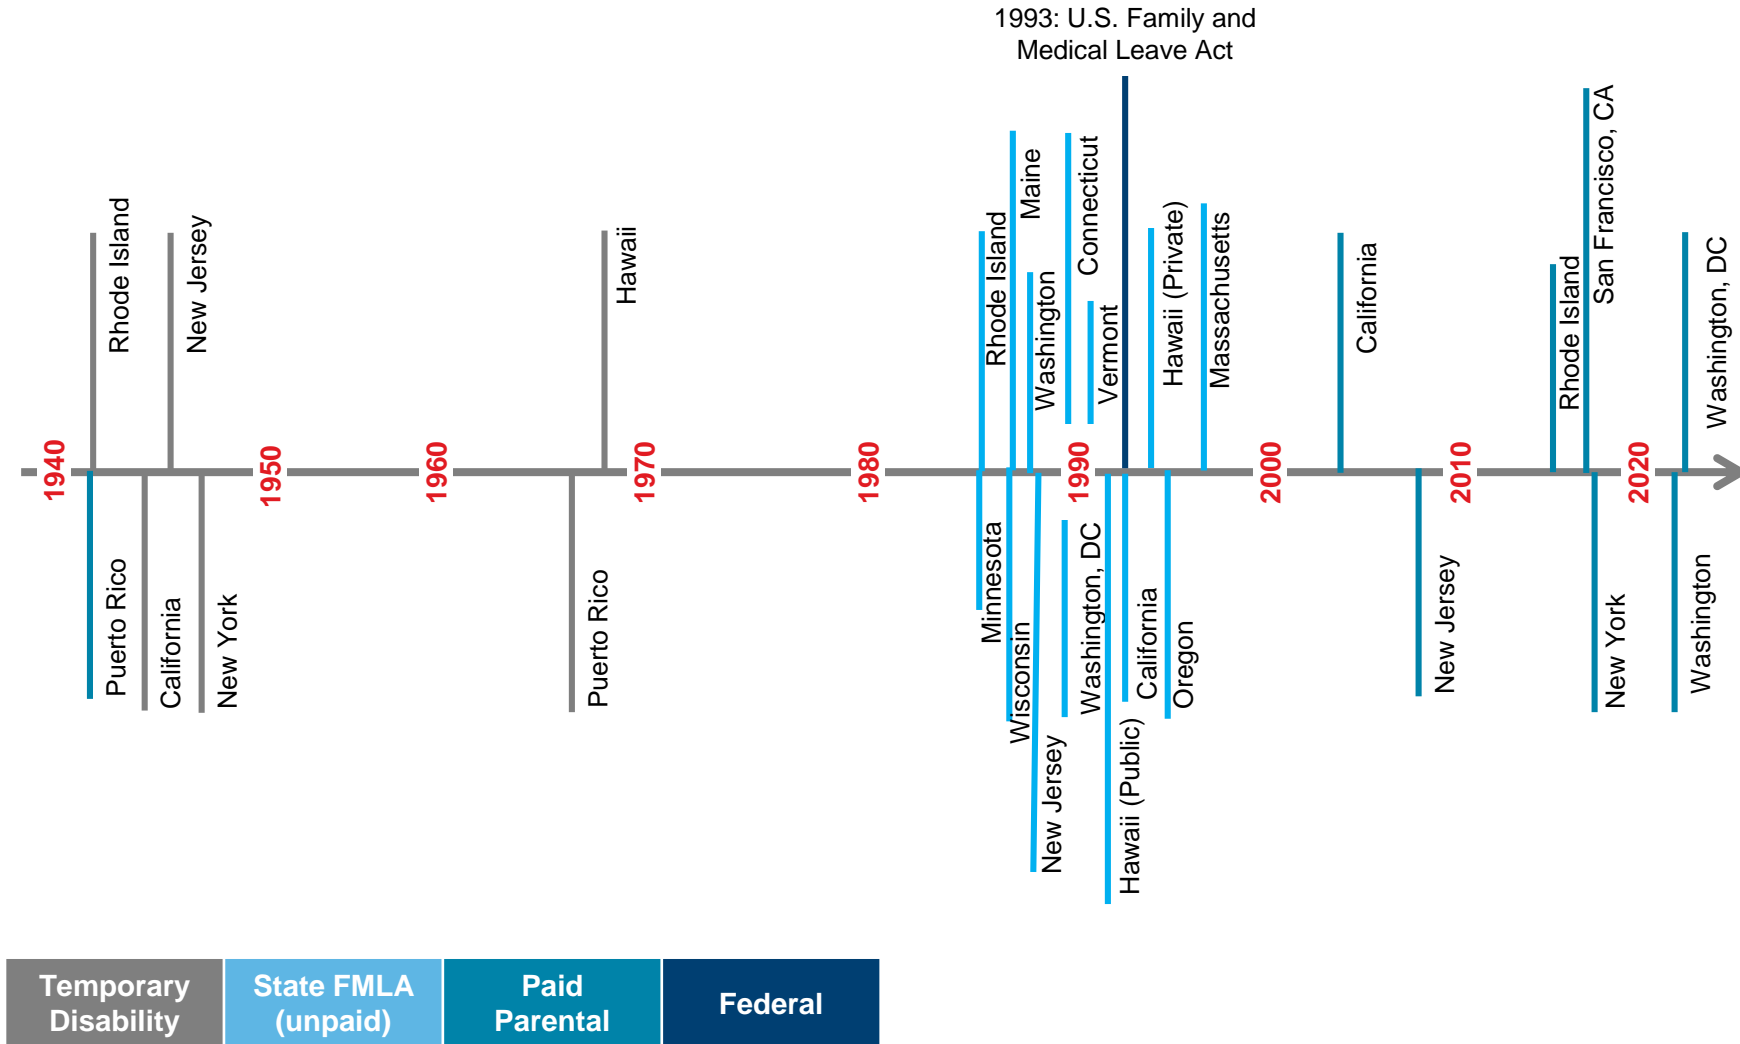 1993: U.S. Family and
Medical Leave Act
Rhode Island
New Jersey
Hawaii
Rhode Island
Maine
Washington
Connecticut
Vermont
Hawaii (Private)
Massachusetts
California
Rhode Island
San Francisco, CA
Washington, DC
1940
1950
1960
1970
1980
1990
2000
2010
2020
Puerto Rico
California
New York
Puerto Rico
Minnesota
Wisconsin
New Jersey
Washington, DC
Hawaii (Public)
California
Oregon
New Jersey
New York
Washington
Temporary
Disability
State FMLA
(unpaid)
Paid
Parental
Federal